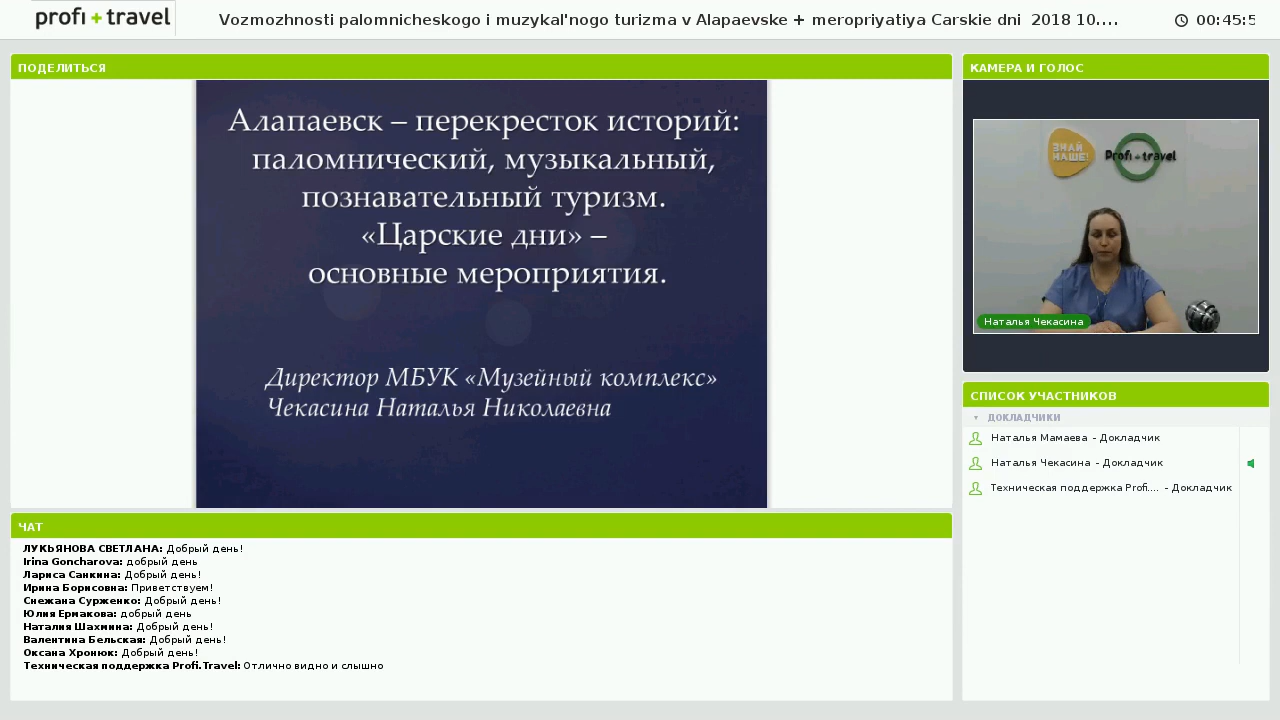 profi + travel
Vozmozhnosti palomnicheskogo i muzykal'nogo turizma v Alapaevske + meropriyatiya Carskie dni 2018 10....
00:45:5
ПОДЕЛИТЬСЯ
Алапаевск – перекресток историй:
паломнический, музыкальный,
познавательный туризм.
«Царские дни» –
основные мероприятия.
Директор МБУК «Музейный комплекс»
Чекасина Наталья Николаевна
КАМЕРА И ГОЛОС
ЗНАЙ
НАШЕ!
Profi+travel
Наталья Чекасина
СПИСОК УЧАСТНИКОВ
ДОКЛАДЧИКИ
Наталья Мамаева - Докладчик
Наталья Чекасина - Докладчик
Техническая поддержка Profi.... - Докладчик
ЧАТ
ЛУКЬЯНОВА СВЕТЛАНА: Добрый день!
Irina Goncharova: добрый день
Лариса Санкина: Добрый день!
Ирина Борисовна: Приветствуем!
Снежана Сурженко: Добрый день!
Юлия Ермакова: добрый день
Наталия Шахмина: Добрый день!
Валентина Бельская: Добрый день!
Оксана Хронюк: Добрый день!
Техническая поддержка Profi.Travel: Отлично видно и слышно